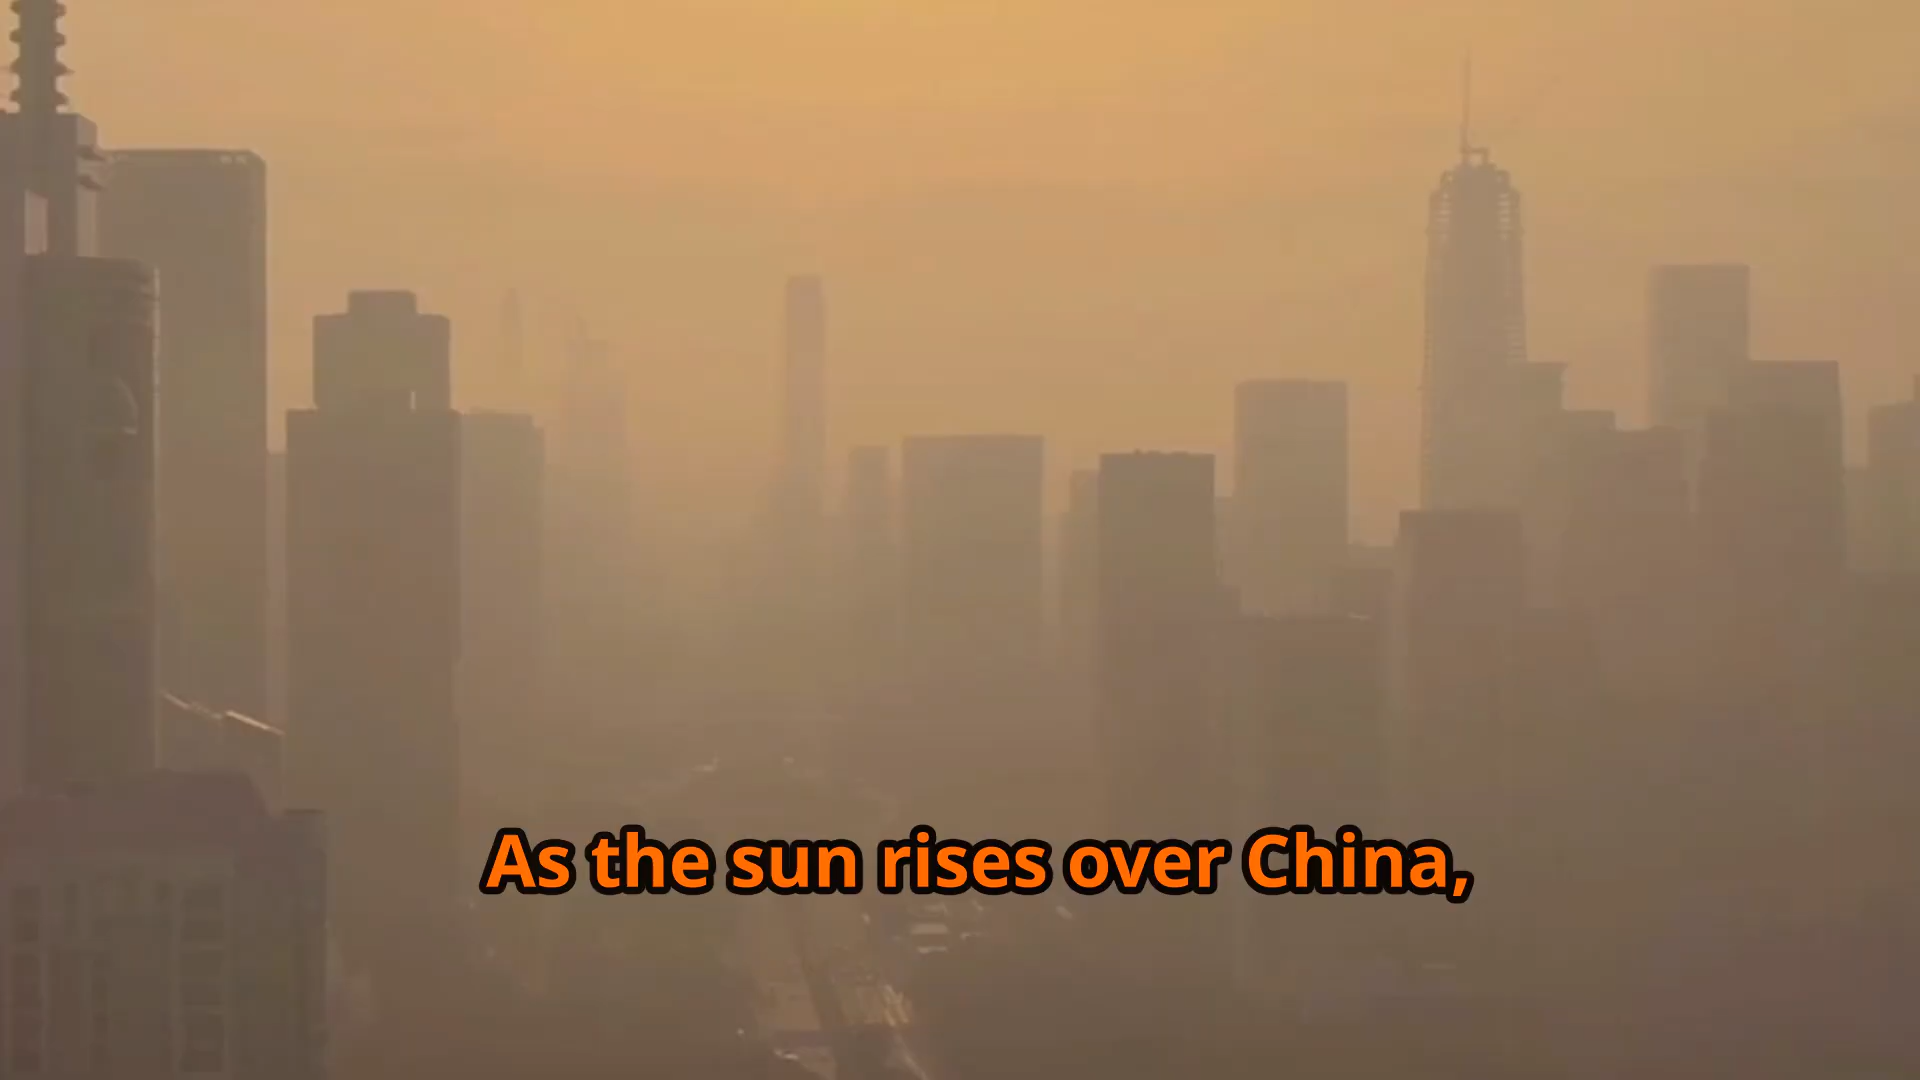 As the sun rises over China,